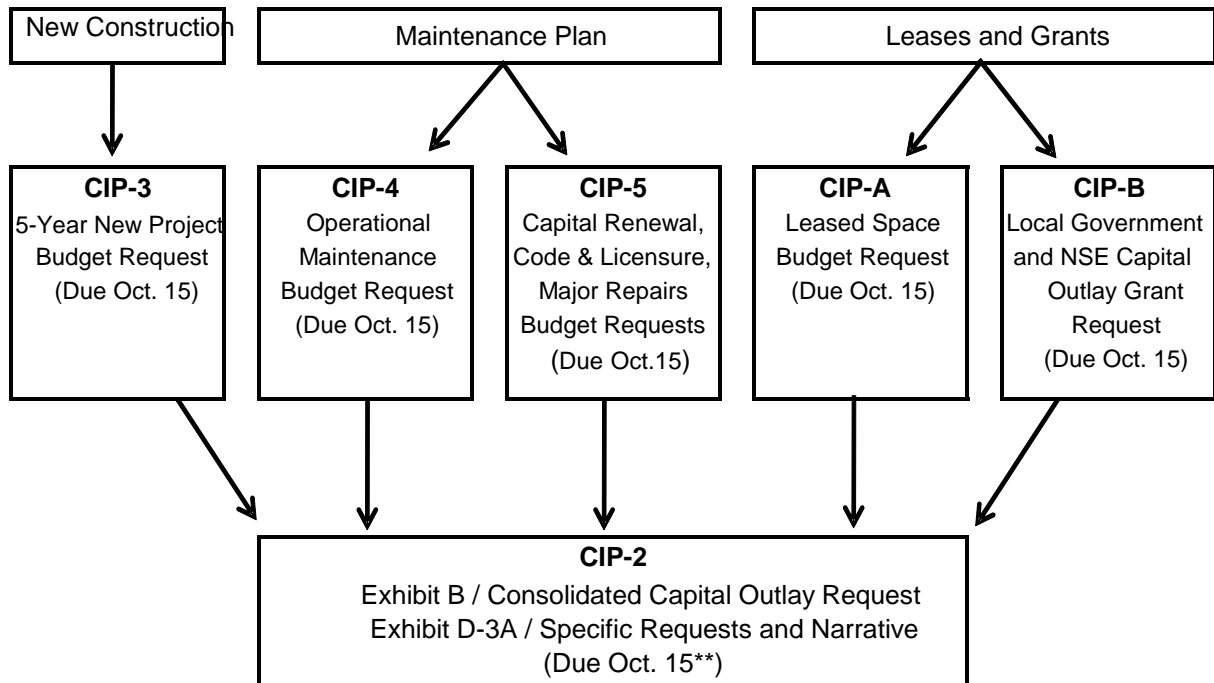 New Construction
Maintenance Plan
Leases and Grants
CIP-3
5-Year New Project
Budget Request
(Due Oct. 15)
CIP-4
Operational
Maintenance
Budget Request
(Due Oct. 15)
CIP-5
Capital Renewal,
Code & Licensure,
Major Repairs
Budget Requests
(Due Oct.15)
CIP-A
Leased Space
Budget Request
(Due Oct. 15)
CIP-B
Local Government
and NSE Capital
Outlay Grant
Request
(Due Oct. 15)
CIP-2
Exhibit B / Consolidated Capital Outlay Request
Exhibit D-3A / Specific Requests and Narrative
(Due Oct. 15**)